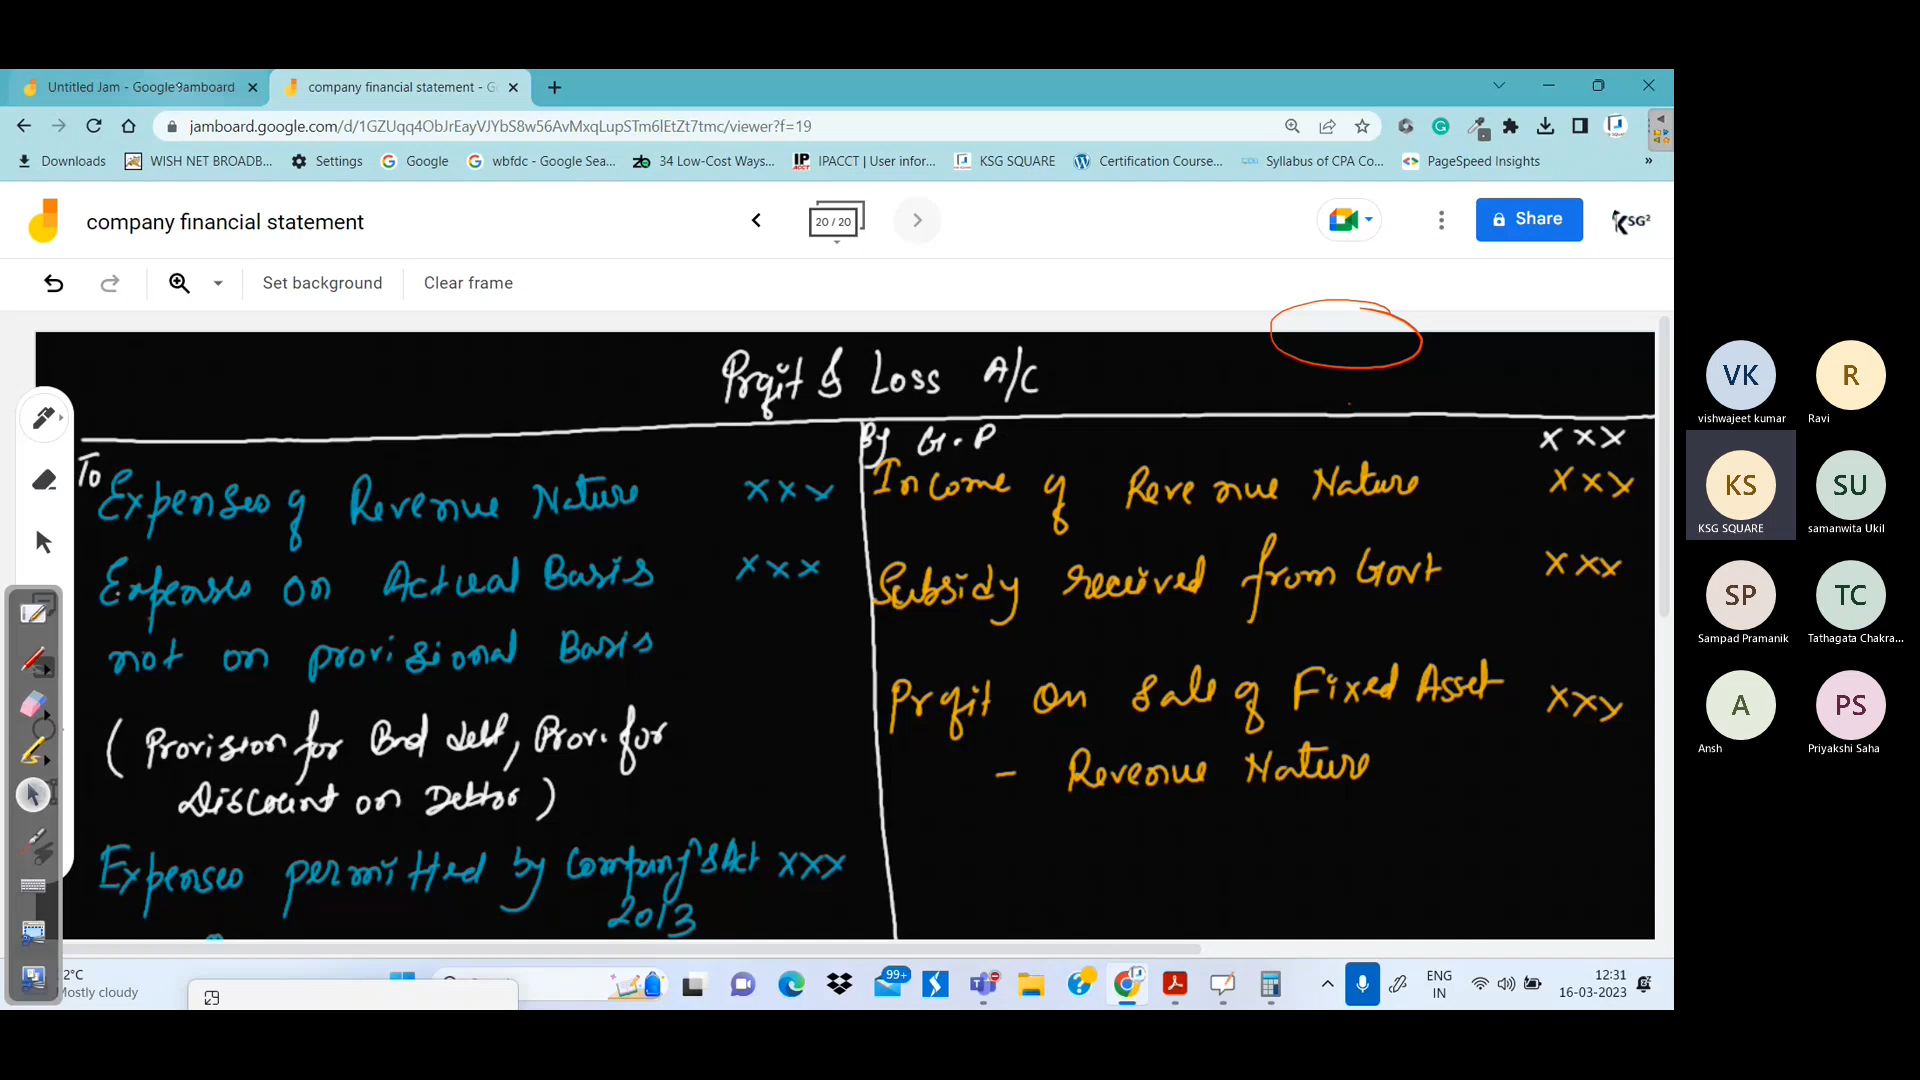 Untitled Jam - Google Jamboard
company financial statement - G
jamboard.google.com/d/1GZUqq4ObJrEayVJYbS8w56AvMxqLupSTm6lEtZt7tmc/viewer?f=19
Downloads
WISH NET BROADB...
Settings
Google
wbfdc - Google Sea...
34 Low-Cost Ways...
IPACCT | User infor...
KSG SQUARE
Certification Course...
Syllabus of CPA Co...
PageSpeed Insights
»
company financial statement
20 / 20
Share
KSG²
Set background
Clear frame
Profit & Loss A/C
By G.P xxx
To Expenses of Revenue Nature xxx
Income of Revenue Nature xxx
Expenses on Actual Basis xxx
Subsidy received from Govt xxx
not on provisional Basis
Profit on Sale of Fixed Asset xxx
(Provision for Bad debt, Prov. for
- Revenue Nature
Discount on Debtor)
Expenses permitted by Company's Act xxx
2013
VK
vishwajeet kumar
R
Ravi
KS
KSG SQUARE
SU
samanwita Ukil
SP
Sampad Pramanik
TC
Tathagata Chakra...
A
Ansh
PS
Priyakshi Saha
2°C
Mostly cloudy
99+
ENG
IN
12:31
16-03-2023